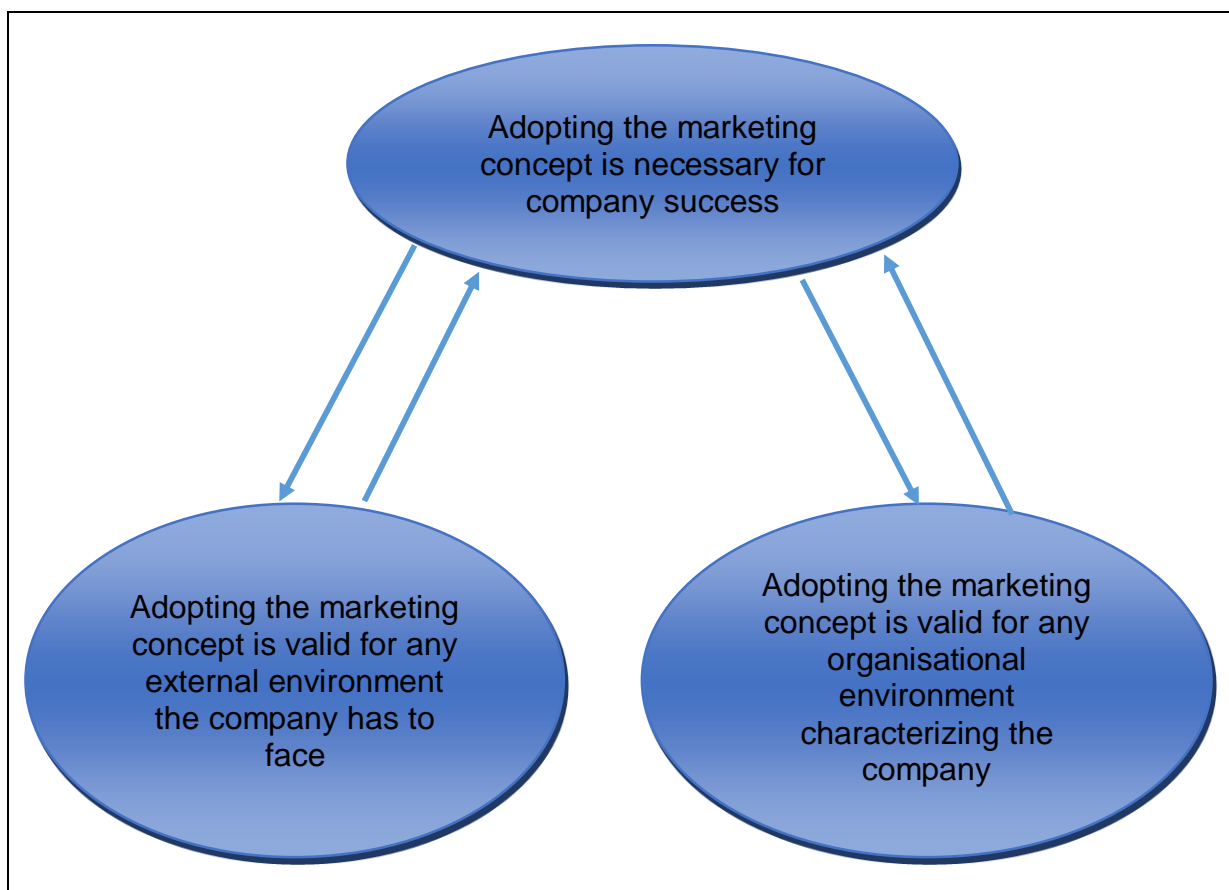 Adopting the marketing
concept is necessary for
company success
Adopting the marketing
concept is valid for any
external environment
the company has to
face
Adopting the marketing
concept is valid for any
organisational
environment
characterizing the
company